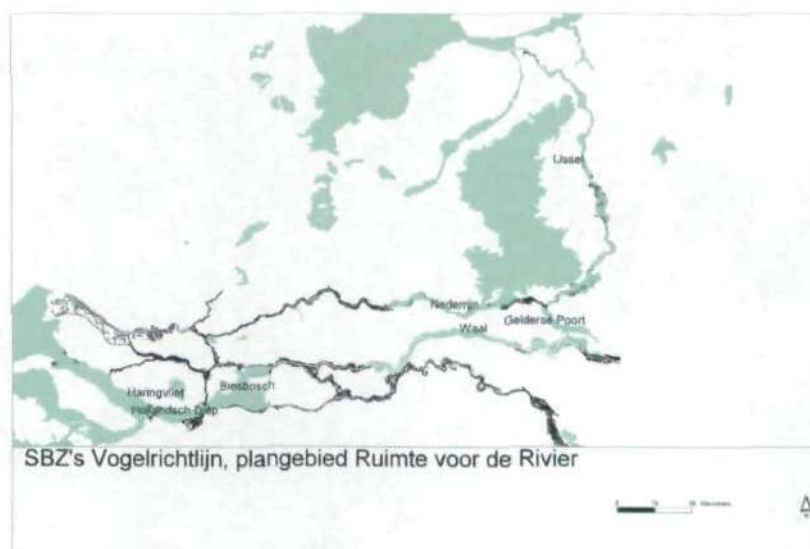 IJssel
Nederrijn
Gelderse Poort
Waal
Haringvliet
Biesbosch
Hollandsch Diep
SBZ's Vogelrichtlijn, plangebied Ruimte voor de Rivier